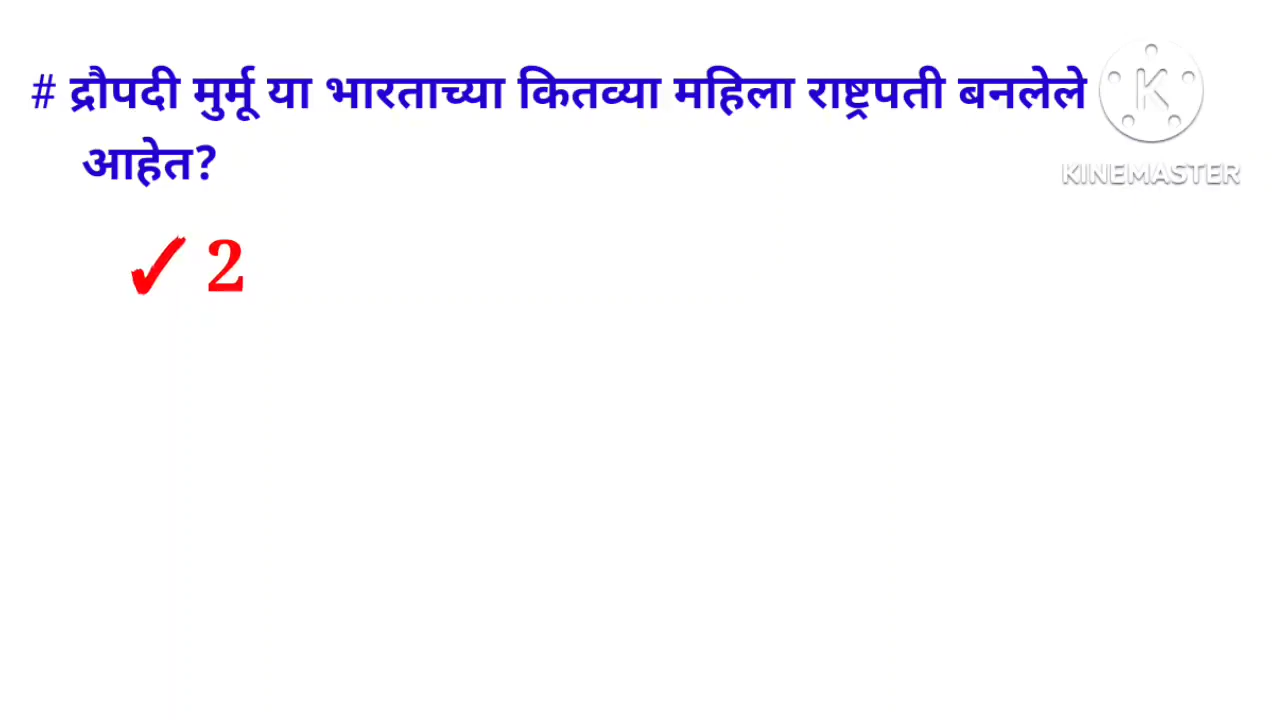 # द्रौपदी मुर्मू या भारताच्या कितव्या महिला राष्ट्रपती बनलेले
आहेत?
✓ 2
K
KINEMASTER